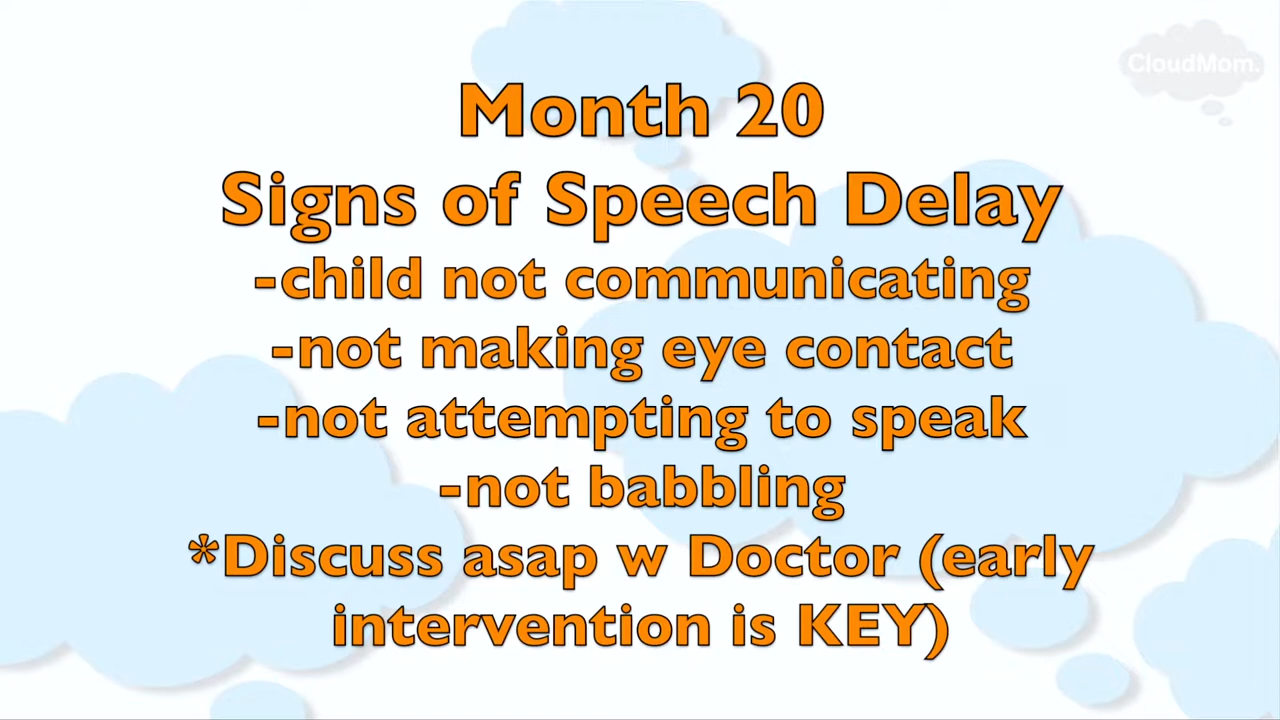 CloudMom.
Month 20
Signs of Speech Delay
-child not communicating
-not making eye contact
-not attempting to speak
-not babbling
*Discuss asap w Doctor (early
intervention is KEY)